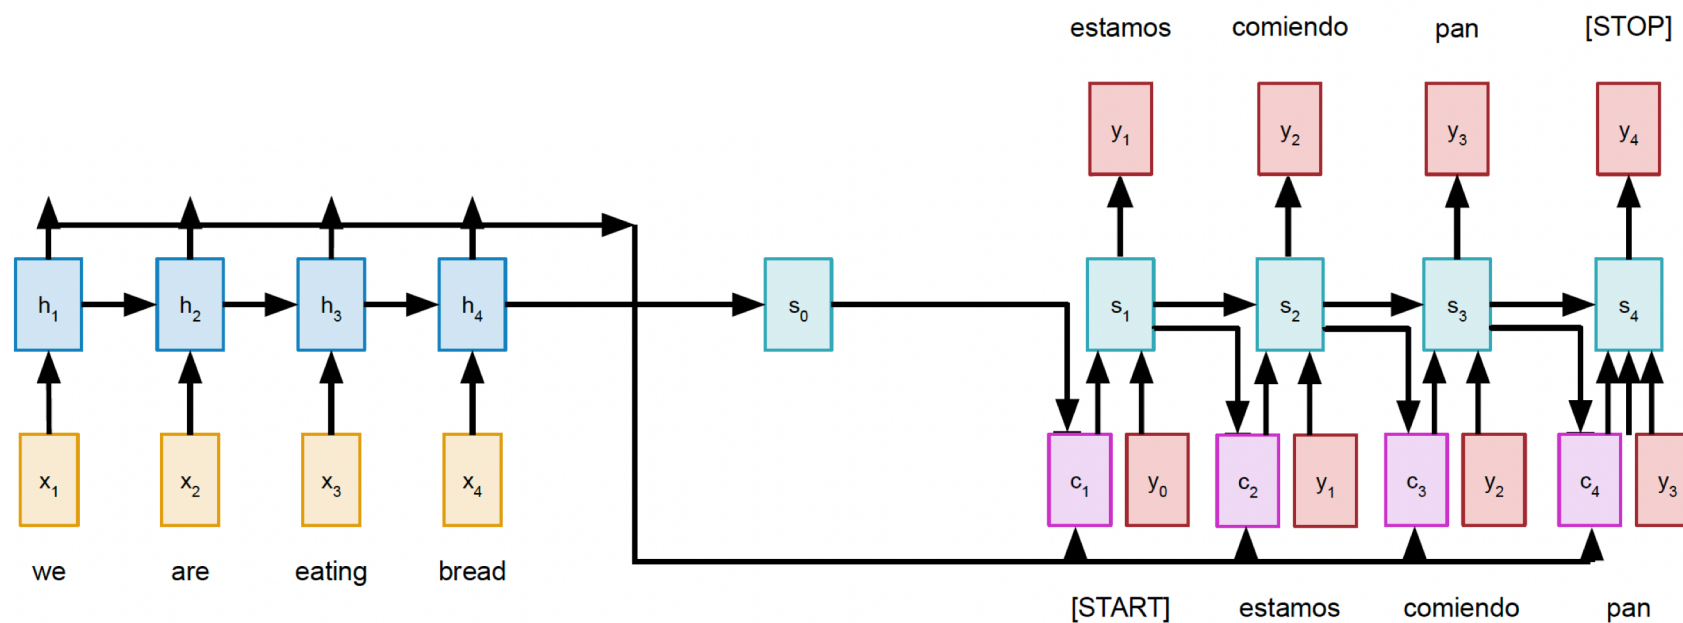 estamos comiendo pan [STOP]
y1 y2 y3 y4
h1 h2 h3 h4 s0 s1 s2 s3 s4
x1 x2 x3 x4 c1 y0 c2 y1 c3 y2 c4 y3
we are eating bread
[START] estamos comiendo pan